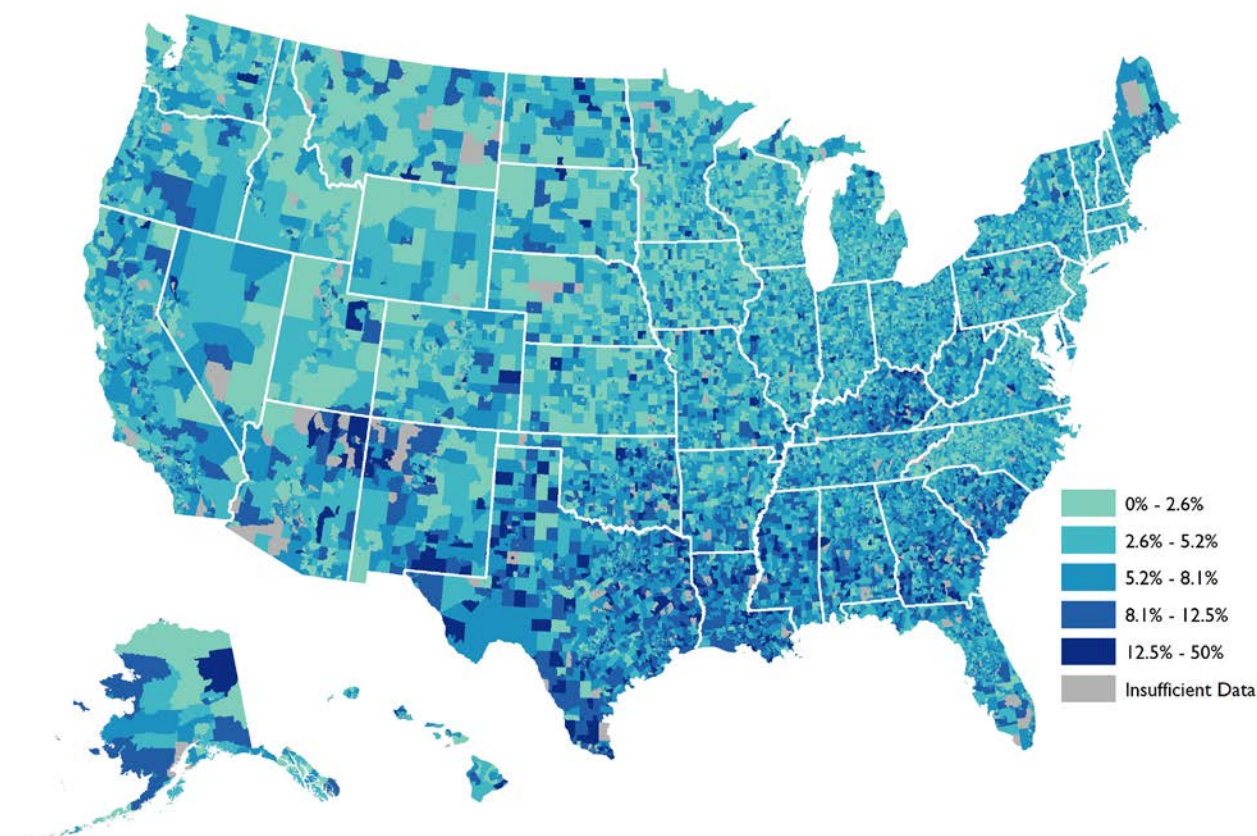 0% - 2.6%
2.6% - 5.2%
5.2% - 8.1%
8.1% - 12.5%
12.5% - 50%
Insufficient Data